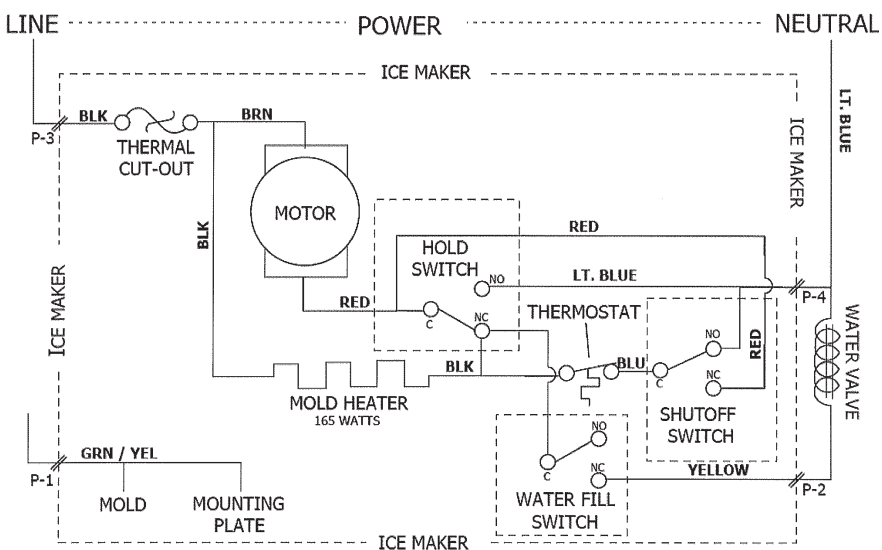 LINE POWER NEUTRAL
ICE MAKER
P-3
BLK
THERMAL
CUT-OUT
BRN
LT. BLUE
ICE MAKER
MOTOR
BLK
HOLD
SWITCH
RED
NO
LT. BLUE
P-4
RED
C
NC
THERMOSTAT
ICE MAKER
WATER VALVE
NO
RED
BLK
BLU
C
NC
MOLD HEATER
165 WATTS
SHUTOFF
SWITCH
NO
GRN / YEL
P-1
C
NC
YELLOW
P-2
MOLD
MOUNTING
PLATE
WATER FILL
SWITCH
ICE MAKER